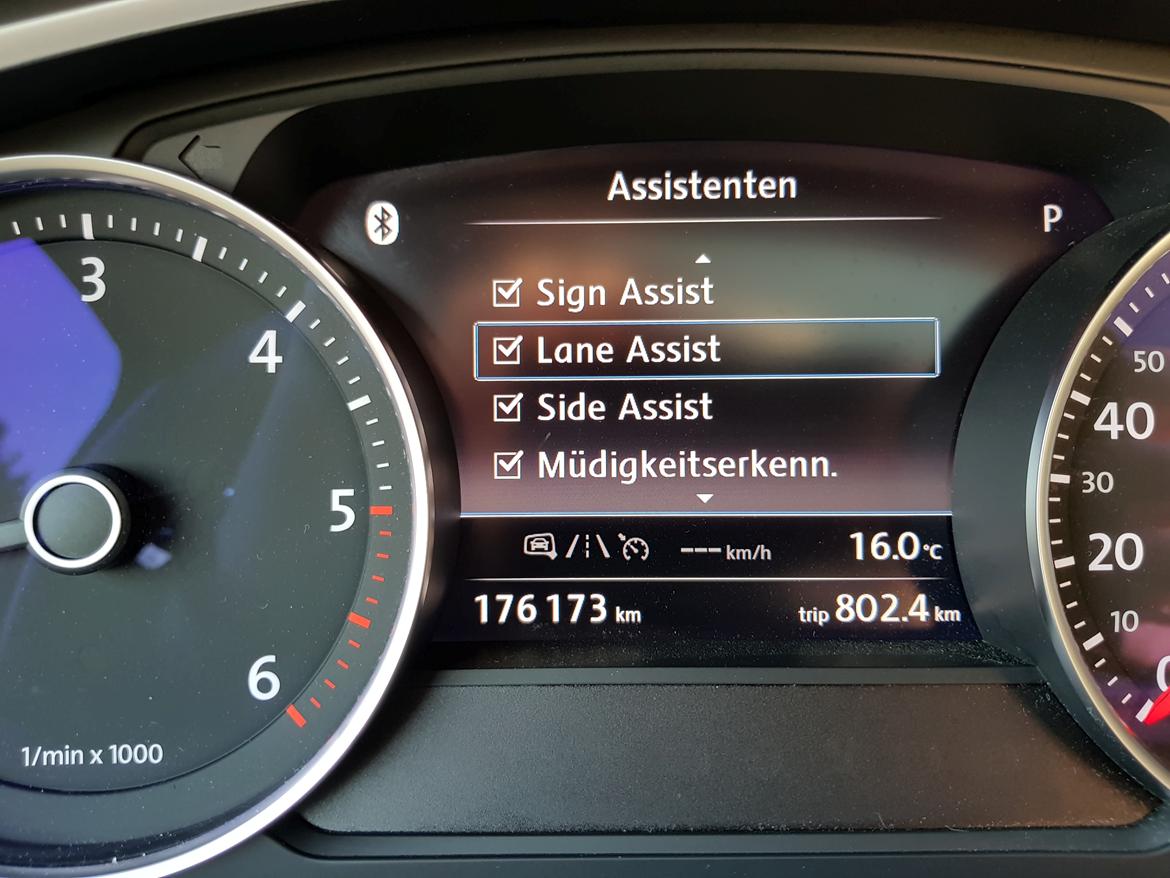 Assistenten
P
Sign Assist
Lane Assist
Side Assist
Müdigkeitserkenn.
--- km/h 16.0 °C
176 173 km trip 802.4 km
3
4
5
6
1/min x 1000
50
40
30
20
10
0